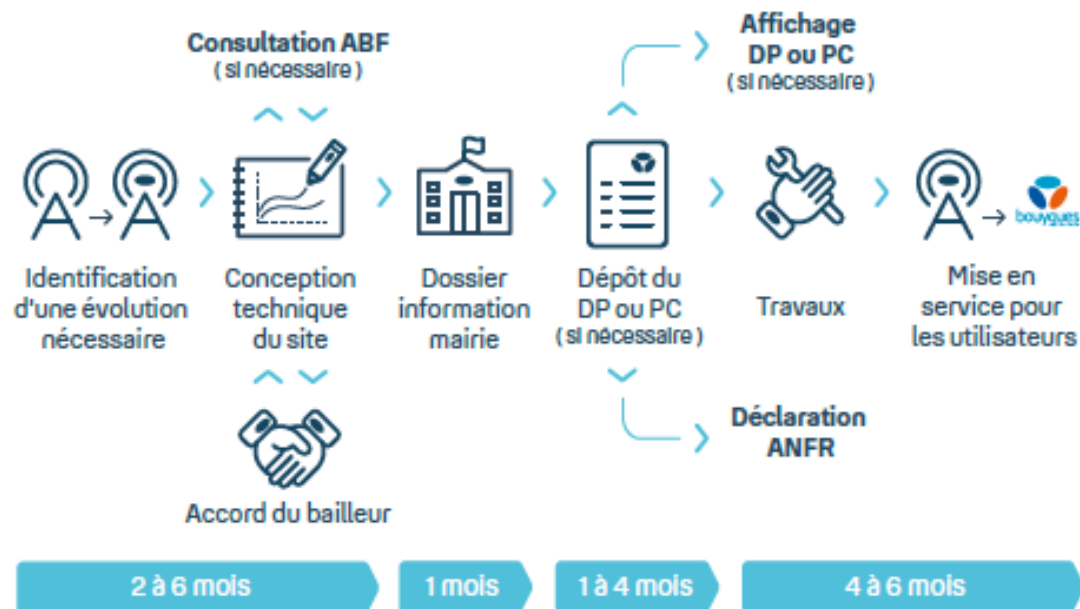 Consultation ABF
( si nécessaire )
Affichage
DP ou PC
( si nécessaire )
bouygues
Identification
d'une évolution
nécessaire
Conception
technique
du site
Dossier
information
mairie
Dépôt du
DP ou PC
( si nécessaire )
Travaux
Mise en
service pour
les utilisateurs
Déclaration
ANFR
Accord du bailleur
2 à 6 mois
1 mois
1 à 4 mois
4 à 6 mois